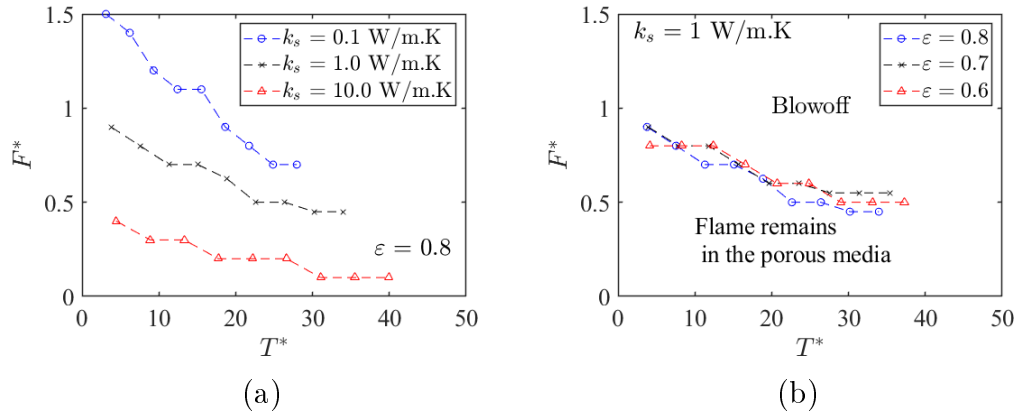 1.5
1
0.5
0
F*
0 10 20 30 40 50
T*
k_s = 0.1 W/m.K
k_s = 1.0 W/m.K
k_s = 10.0 W/m.K
ε = 0.8
(a)
1.5
1
0.5
0
F*
0 10 20 30 40 50
T*
k_s = 1 W/m.K
ε = 0.8
ε = 0.7
ε = 0.6
Blowoff
Flame remains
in the porous media
(b)